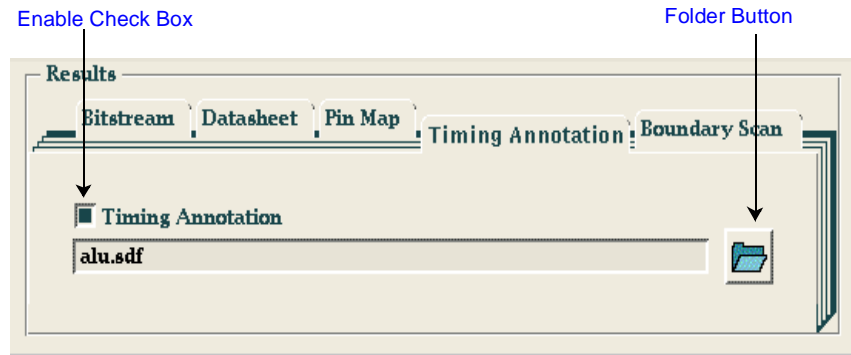 Enable Check Box
Folder Button
Results
Bitstream Datasheet Pin Map Timing Annotation Boundary Scan
Timing Annotation
alu.sdf